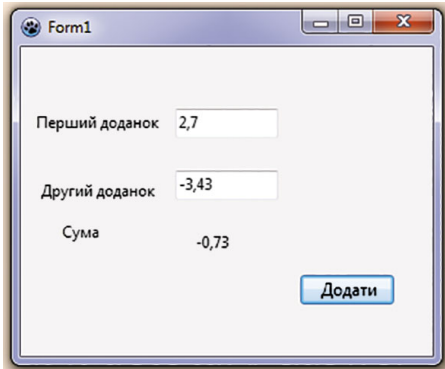 Form1
Перший доданок 2,7
Другий доданок -3,43
Сума -0,73
Додати